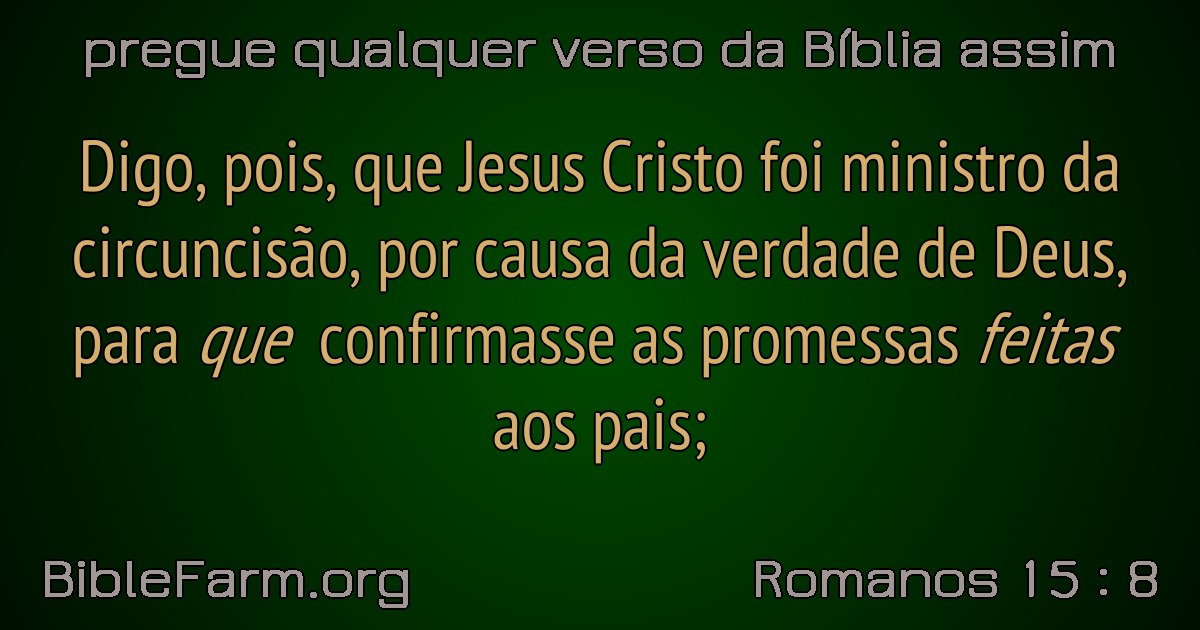 pregue qualquer verso da Bíblia assim
Digo, pois, que Jesus Cristo foi ministro da
circuncisão, por causa da verdade de Deus,
para que confirmasse as promessas feitas
aos pais;
BibleFarm.org
Romanos 15 : 8